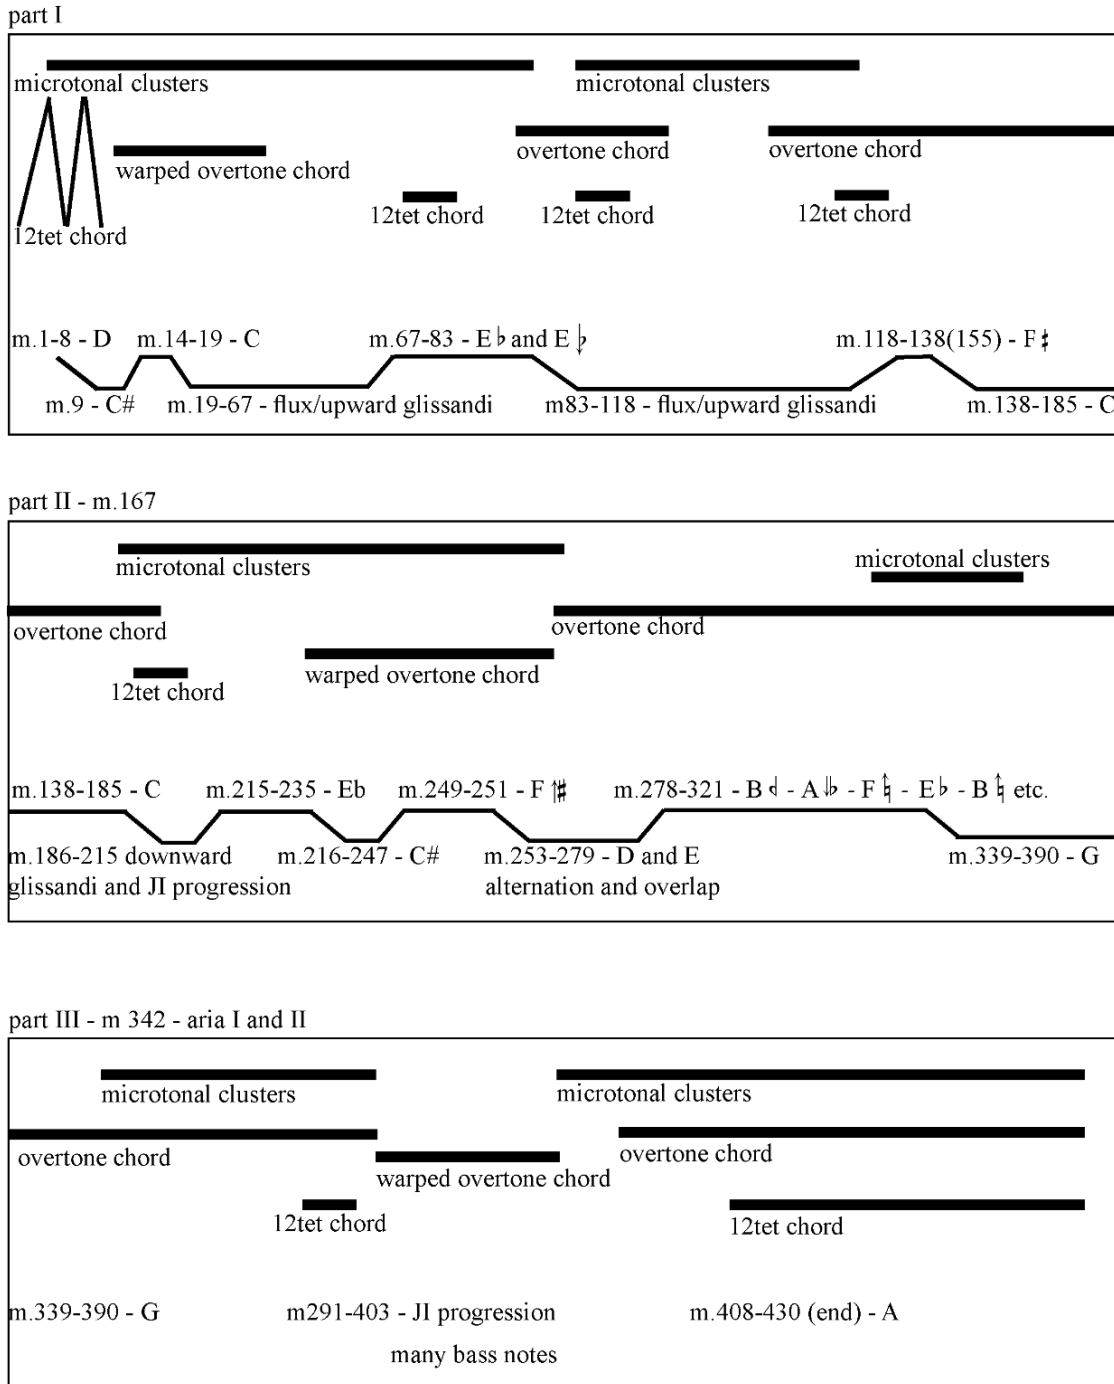 part I
microtonal clusters
microtonal clusters
overtone chord
overtone chord
warped overtone chord
12tet chord
12tet chord
12tet chord
12tet chord
m.1-8 - D
m.14-19 - C
m.67-83 - E♭ and E
m.118-138(155) - F
m.9 - C#
m.19-67 - flux/upward glissandi
m83-118 - flux/upward glissandi
m.138-185 - C
part II - m.167
microtonal clusters
microtonal clusters
overtone chord
overtone chord
warped overtone chord
12tet chord
m.138-185 - C
m.215-235 - Eb
m.249-251 - F
m.278-321 - B - A - F - E♭ - B etc.
m.186-215 downward
glissandi and JI progression
m.216-247 - C#
m.253-279 - D and E
alternation and overlap
m.339-390 - G
part III - m 342 - aria I and II
microtonal clusters
microtonal clusters
overtone chord
overtone chord
warped overtone chord
12tet chord
12tet chord
m.339-390 - G
m291-403 - JI progression
many bass notes
m.408-430 (end) - A